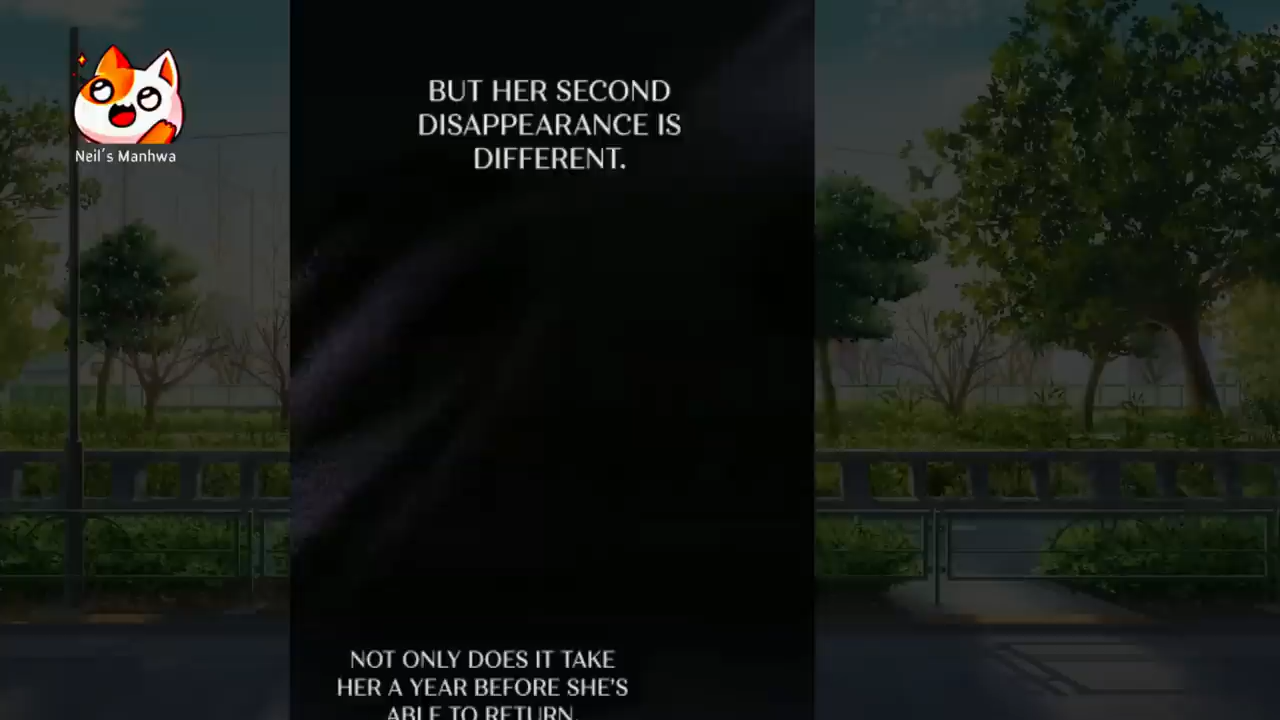 BUT HER SECOND
DISAPPEARANCE IS
DIFFERENT.
Neil's Manhwa
NOT ONLY DOES IT TAKE
HER A YEAR BEFORE SHE'S
ABLE TO RETURN,